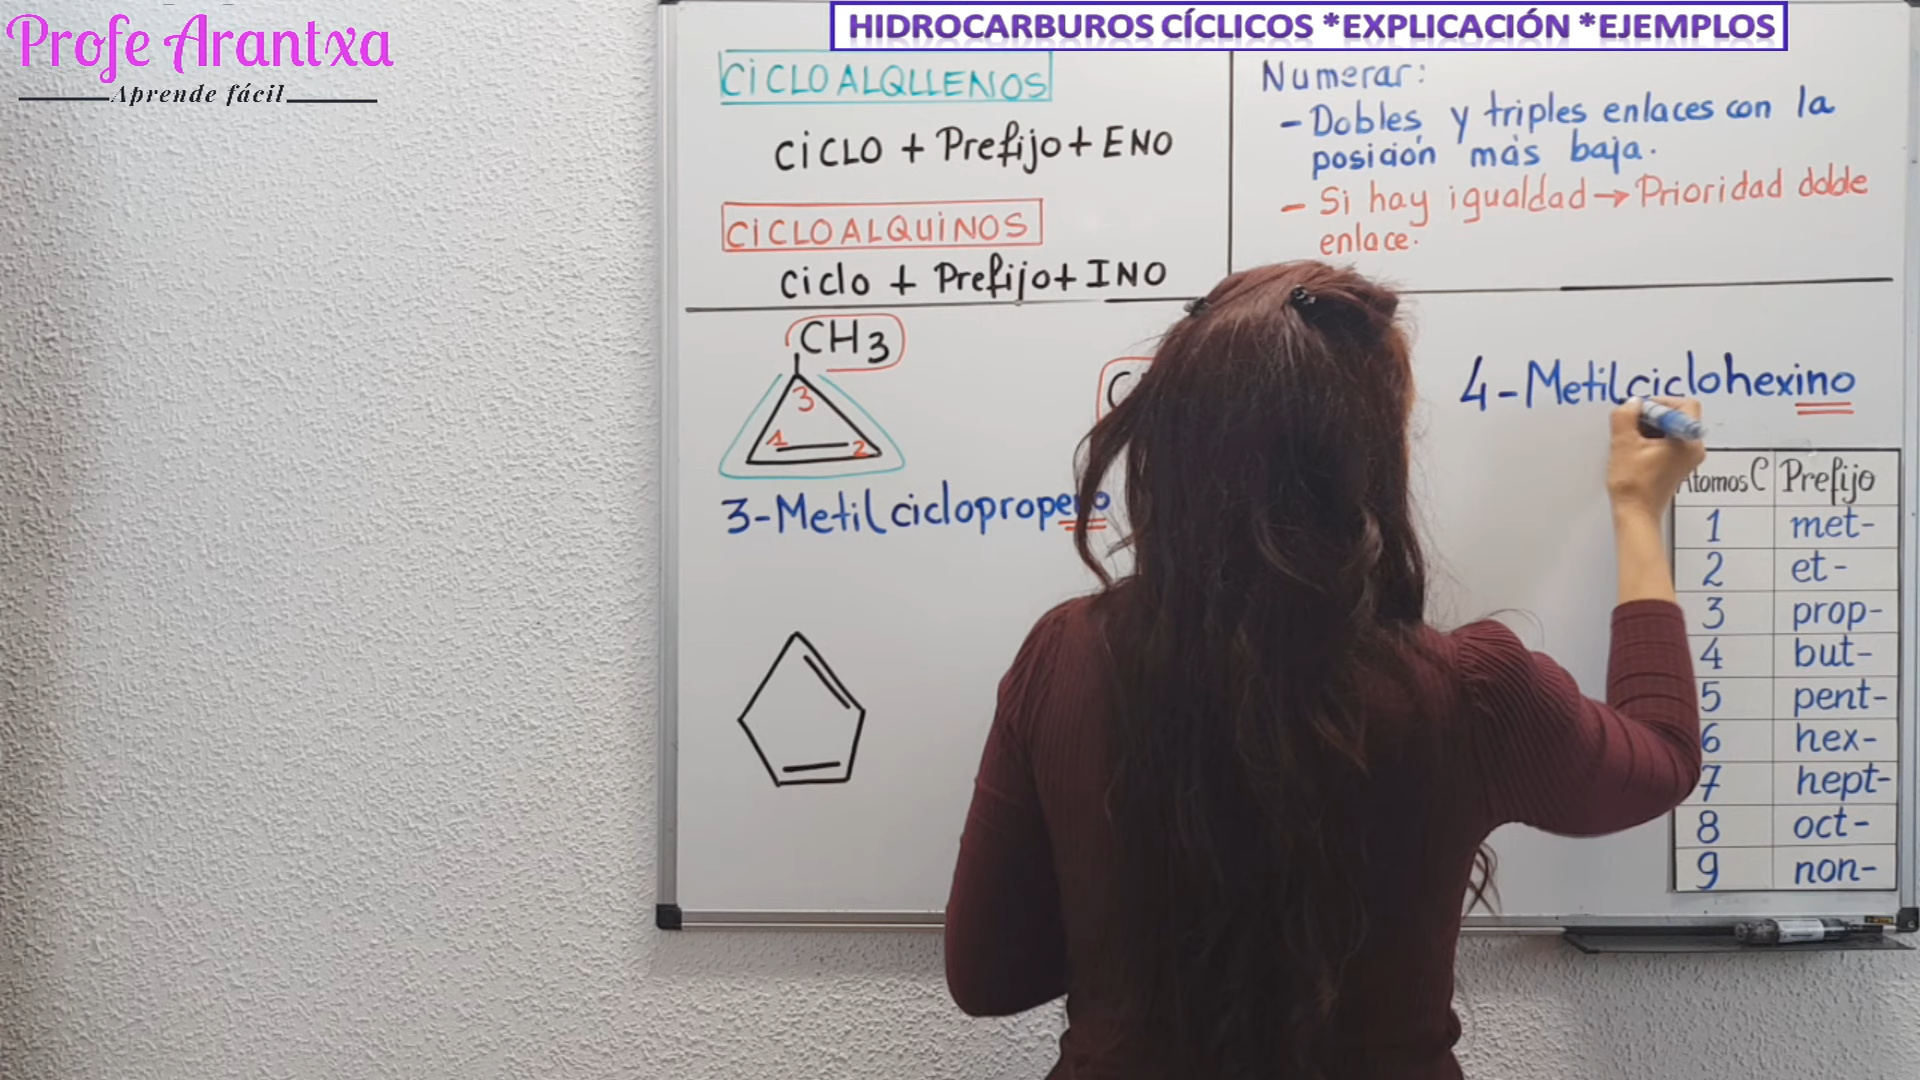 Profe Arantxa
Aprende fácil
HIDROCARBUROS CÍCLICOS *EXPLICACIÓN *EJEMPLOS
CiCLOALQUENOS
CiCLO + Prefijo + ENO
CiCLOALQUiNOS
Ciclo + Prefijo + INO
Numerar:
- Dobles y triples enlaces con la
posición más baja.
- Si hay igualdad → Prioridad doble
enlace.
CH3
3
1 2
3-Metilciclopropeno
C
4-Metilciclohexino
Atomos C Prefijo
1 met-
2 et-
3 prop-
4 but-
5 pent-
6 hex-
7 hept-
8 oct-
9 non-